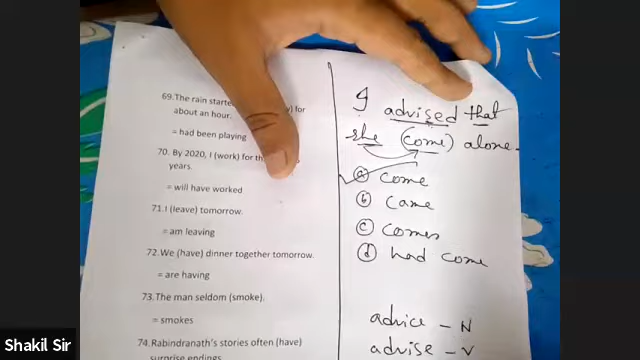 69.The rain starte
) for
about an hour.
= had been playing
70. By 2020, I (work) for th
years.
= will have worked
71.I (leave) tomorrow.
= am leaving
72.We (have) dinner together tomorrow.
= are having
73.The man seldom (smoke).
= smokes
74.Rabindranath's stories often (have)
surprise endings
I advised that
she (come) alone.
a come
b came
c comes
d had come
advice - N
advise - V
Shakil Sir